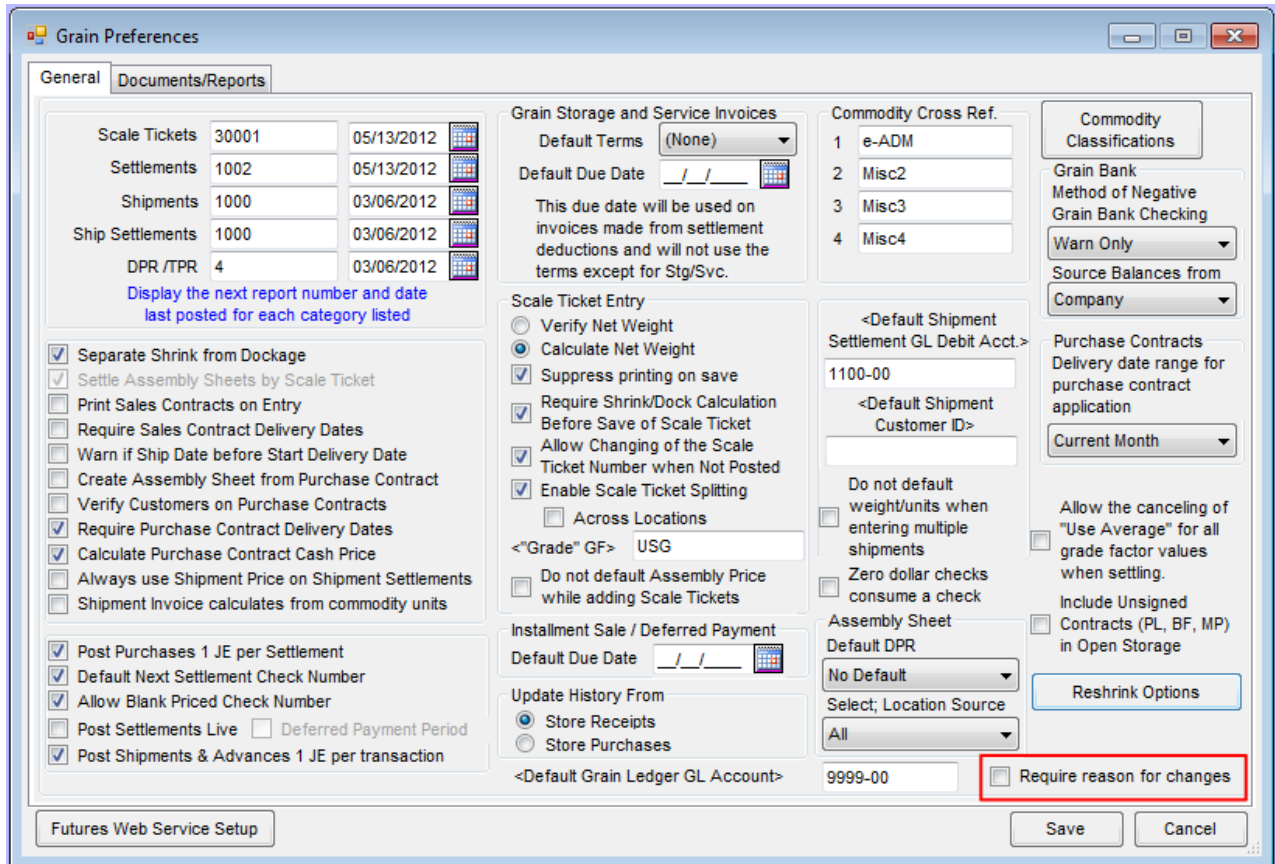 Grain Preferences
General
Documents/Reports
Scale Tickets 30001 05/13/2012
Settlements 1002 05/13/2012
Shipments 1000 03/06/2012
Ship Settlements 1000 03/06/2012
DPR /TPR 4 03/06/2012
Display the next report number and date
last posted for each category listed
Separate Shrink from Dockage
Settle Assembly Sheets by Scale Ticket
Print Sales Contracts on Entry
Require Sales Contract Delivery Dates
Warn if Ship Date before Start Delivery Date
Create Assembly Sheet from Purchase Contract
Verify Customers on Purchase Contracts
Require Purchase Contract Delivery Dates
Calculate Purchase Contract Cash Price
Always use Shipment Price on Shipment Settlements
Shipment Invoice calculates from commodity units
Post Purchases 1 JE per Settlement
Default Next Settlement Check Number
Allow Blank Priced Check Number
Post Settlements Live Deferred Payment Period
Post Shipments & Advances 1 JE per transaction
Grain Storage and Service Invoices
Default Terms (None)
Default Due Date __/__/____
This due date will be used on
invoices made from settlement
deductions and will not use the
terms except for Stg/Svc.
Scale Ticket Entry
Verify Net Weight
Calculate Net Weight
Suppress printing on save
Require Shrink/Dock Calculation
Before Save of Scale Ticket
Allow Changing of the Scale
Ticket Number when Not Posted
Enable Scale Ticket Splitting
Across Locations
<"Grade" GF> USG
Do not default Assembly Price
while adding Scale Tickets
Installment Sale / Deferred Payment
Default Due Date __/__/____
Update History From
Store Receipts
Store Purchases
<Default Grain Ledger GL Account> 9999-00
Commodity Cross Ref.
1 e-ADM
2 Misc2
3 Misc3
4 Misc4
<Default Shipment
Settlement GL Debit Acct.>
1100-00
<Default Shipment
Customer ID>
Do not default
weight/units when
entering multiple
shipments
Zero dollar checks
consume a check
Assembly Sheet
Default DPR
No Default
Select; Location Source
All
Commodity
Classifications
Grain Bank
Method of Negative
Grain Bank Checking
Warn Only
Source Balances from
Company
Purchase Contracts
Delivery date range for
purchase contract
application
Current Month
Allow the canceling of
"Use Average" for all
grade factor values
when settling.
Include Unsigned
Contracts (PL, BF, MP)
in Open Storage
Reshrink Options
Require reason for changes
Futures Web Service Setup
Save
Cancel